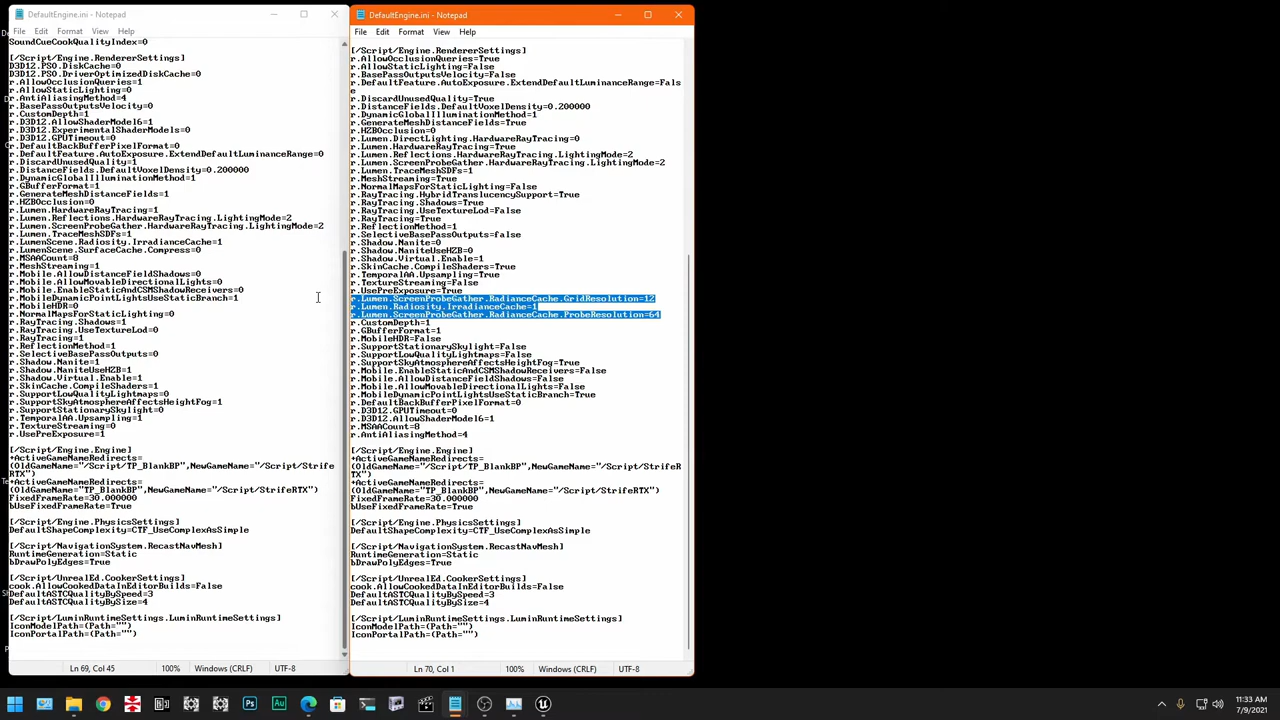 DefaultEngine.ini - Notepad
File Edit Format View Help
SoundCueCookQualityIndex=0
[/Script/Engine.RendererSettings]
D3D12.PSO.DiskCache=0
D3D12.PSO.DriverOptimizedDiskCache=0
r.AllowOcclusionQueries=1
r.AllowStaticLighting=0
r.AntiAliasingMethod=4
r.BasePassOutputsVelocity=0
r.CustomDepth=1
r.D3D12.AllowShaderModel6=1
r.D3D12.ExperimentalShaderModels=0
r.D3D12.GPUTimeout=0
r.DefaultBackBufferPixelFormat=0
r.DefaultFeature.AutoExposure.ExtendDefaultLuminanceRange=0
r.DiscardUnusedQuality=1
r.DistanceFields.DefaultVoxelDensity=0.200000
r.DynamicGlobalIlluminationMethod=1
r.GBufferFormat=1
r.GenerateMeshDistanceFields=1
r.HZBOcclusion=0
r.Lumen.HardwareRayTracing=1
r.Lumen.Reflections.HardwareRayTracing.LightingMode=2
r.Lumen.ScreenProbeGather.HardwareRayTracing.LightingMode=2
r.Lumen.TraceMeshSDFs=1
r.LumenScene.Radiosity.IrradianceCache=1
r.LumenScene.SurfaceCache.Compress=0
r.MSAACount=8
r.MeshStreaming=1
r.Mobile.AllowDistanceFieldShadows=0
r.Mobile.AllowMovableDirectionalLights=0
r.Mobile.EnableStaticAndCSMShadowReceivers=0
r.MobileDynamicPointLightsUseStaticBranch=1
r.MobileHDR=0
r.NormalMapsForStaticLighting=0
r.RayTracing.Shadows=1
r.RayTracing.UseTextureLod=0
r.RayTracing=1
r.ReflectionMethod=1
r.SelectiveBasePassOutputs=0
r.Shadow.Nanite=1
r.Shadow.NaniteUseHZB=1
r.Shadow.Virtual.Enable=1
r.SkinCache.CompileShaders=1
r.SupportLowQualityLightmaps=0
r.SupportSkyAtmosphereAffectsHeightFog=1
r.SupportStationarySkylight=0
r.TemporalAA.Upsampling=1
r.TextureStreaming=0
r.UsePreExposure=1
[/Script/Engine.Engine]
+ActiveGameNameRedirects=
(OldGameName="/Script/TP_BlankBP",NewGameName="/Script/Strife
RTX")
+ActiveGameNameRedirects=
(OldGameName="TP_BlankBP",NewGameName="/Script/StrifeRTX")
FixedFrameRate=30.000000
bUseFixedFrameRate=True
[/Script/Engine.PhysicsSettings]
DefaultShapeComplexity=CTF_UseComplexAsSimple
[/Script/NavigationSystem.RecastNavMesh]
RuntimeGeneration=Static
bDrawPolyEdges=True
[/Script/UnrealEd.CookerSettings]
cook.AllowCookedDataInEditorBuilds=False
DefaultASTCQualityBySpeed=3
DefaultASTCQualityBySize=4
[/Script/LuminRuntimeSettings.LuminRuntimeSettings]
IconModelPath=(Path="")
IconPortalPath=(Path="")
Ln 69, Col 45 100% Windows (CRLF) UTF-8
DefaultEngine.ini - Notepad
File Edit Format View Help
[/Script/Engine.RendererSettings]
r.AllowOcclusionQueries=True
r.AllowStaticLighting=False
r.BasePassOutputsVelocity=False
r.DefaultFeature.AutoExposure.ExtendDefaultLuminanceRange=Fals
e
r.DiscardUnusedQuality=True
r.DistanceFields.DefaultVoxelDensity=0.200000
r.DynamicGlobalIlluminationMethod=1
r.GenerateMeshDistanceFields=True
r.HZBOcclusion=0
r.Lumen.DirectLighting.HardwareRayTracing=0
r.Lumen.HardwareRayTracing=True
r.Lumen.Reflections.HardwareRayTracing.LightingMode=2
r.Lumen.ScreenProbeGather.HardwareRayTracing.LightingMode=2
r.Lumen.TraceMeshSDFs=1
r.MeshStreaming=True
r.NormalMapsForStaticLighting=False
r.RayTracing.HybridTranslucencySupport=True
r.RayTracing.Shadows=True
r.RayTracing.UseTextureLod=False
r.RayTracing=True
r.ReflectionMethod=1
r.SelectiveBasePassOutputs=false
r.Shadow.Nanite=0
r.Shadow.NaniteUseHZB=0
r.Shadow.Virtual.Enable=1
r.SkinCache.CompileShaders=True
r.TemporalAA.Upsampling=True
r.TextureStreaming=False
r.UsePreExposure=True
r.Lumen.ScreenProbeGather.RadianceCache.GridResolution=12
r.Lumen.Radiosity.IrradianceCache=1
r.Lumen.ScreenProbeGather.RadianceCache.ProbeResolution=64
r.CustomDepth=1
r.GBufferFormat=1
r.MobileHDR=False
r.SupportStationarySkylight=False
r.SupportLowQualityLightmaps=False
r.SupportSkyAtmosphereAffectsHeightFog=True
r.Mobile.EnableStaticAndCSMShadowReceivers=False
r.Mobile.AllowDistanceFieldShadows=False
r.Mobile.AllowMovableDirectionalLights=False
r.MobileDynamicPointLightsUseStaticBranch=True
r.DefaultBackBufferPixelFormat=0
r.D3D12.GPUTimeout=0
r.D3D12.AllowShaderModel6=1
r.MSAACount=8
r.AntiAliasingMethod=4
[/Script/Engine.Engine]
+ActiveGameNameRedirects=
(OldGameName="/Script/TP_BlankBP",NewGameName="/Script/StrifeR
TX")
+ActiveGameNameRedirects=
(OldGameName="TP_BlankBP",NewGameName="/Script/StrifeRTX")
FixedFrameRate=30.000000
bUseFixedFrameRate=True
[/Script/Engine.PhysicsSettings]
DefaultShapeComplexity=CTF_UseComplexAsSimple
[/Script/NavigationSystem.RecastNavMesh]
RuntimeGeneration=Static
bDrawPolyEdges=True
[/Script/UnrealEd.CookerSettings]
cook.AllowCookedDataInEditorBuilds=False
DefaultASTCQualityBySpeed=3
DefaultASTCQualityBySize=4
[/Script/LuminRuntimeSettings.LuminRuntimeSettings]
IconModelPath=(Path="")
IconPortalPath=(Path="")
Ln 70, Col 1 100% Windows (CRLF) UTF-8
Ps Au
11:33 AM
7/9/2021